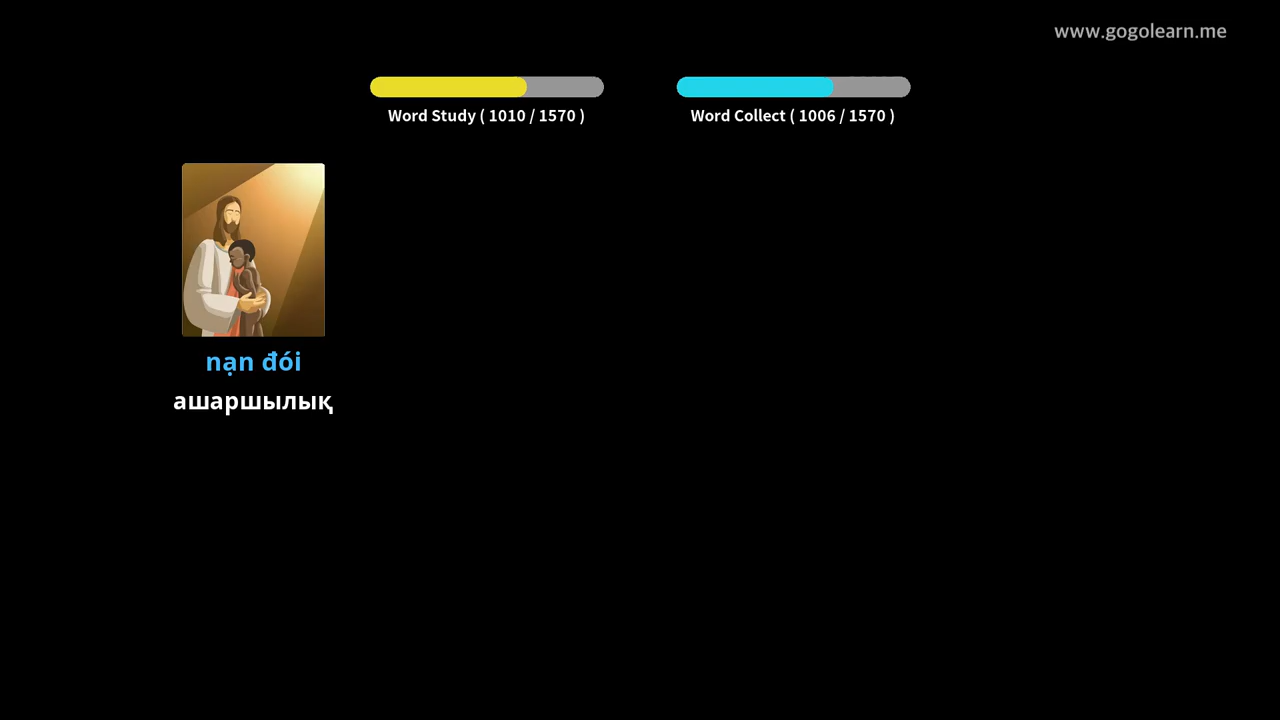 www.gogolearn.me
Word Study ( 1010 / 1570 )
Word Collect ( 1006 / 1570 )
nạn đói
ашаршылық